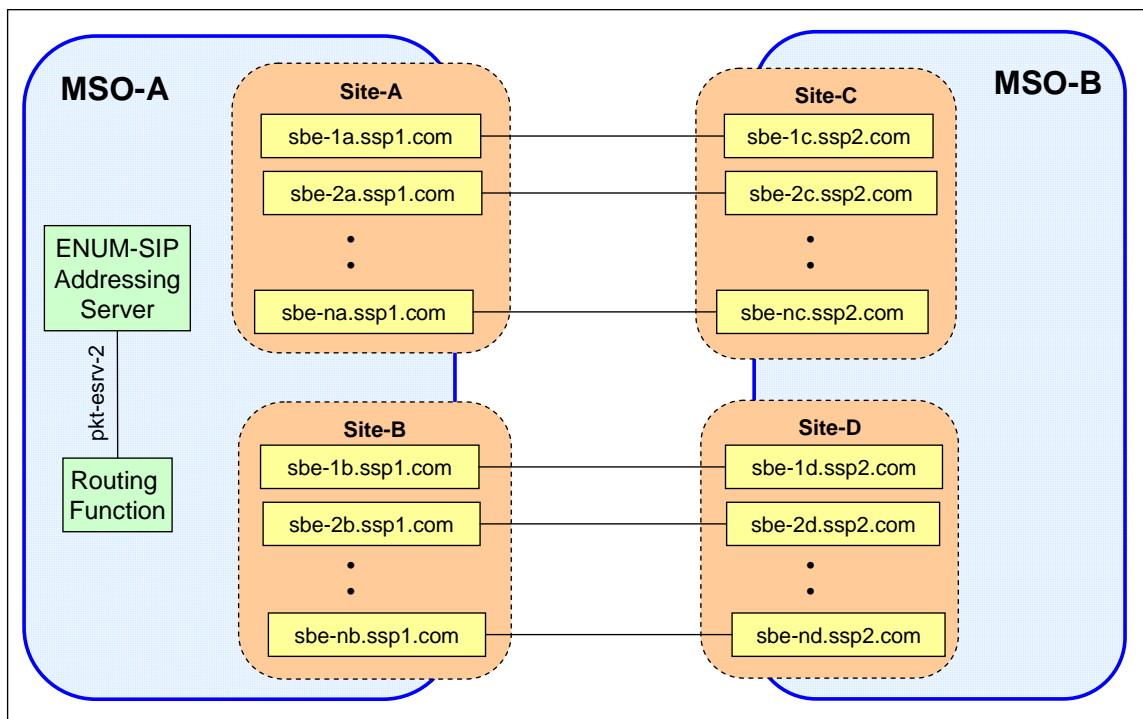 MSO-A
ENUM-SIP
Addressing
Server
pkt-esrv-2
Routing
Function
Site-A
sbe-1a.ssp1.com
sbe-2a.ssp1.com
sbe-na.ssp1.com
Site-B
sbe-1b.ssp1.com
sbe-2b.ssp1.com
sbe-nb.ssp1.com
Site-C
sbe-1c.ssp2.com
sbe-2c.ssp2.com
sbe-nc.ssp2.com
Site-D
sbe-1d.ssp2.com
sbe-2d.ssp2.com
sbe-nd.ssp2.com
MSO-B